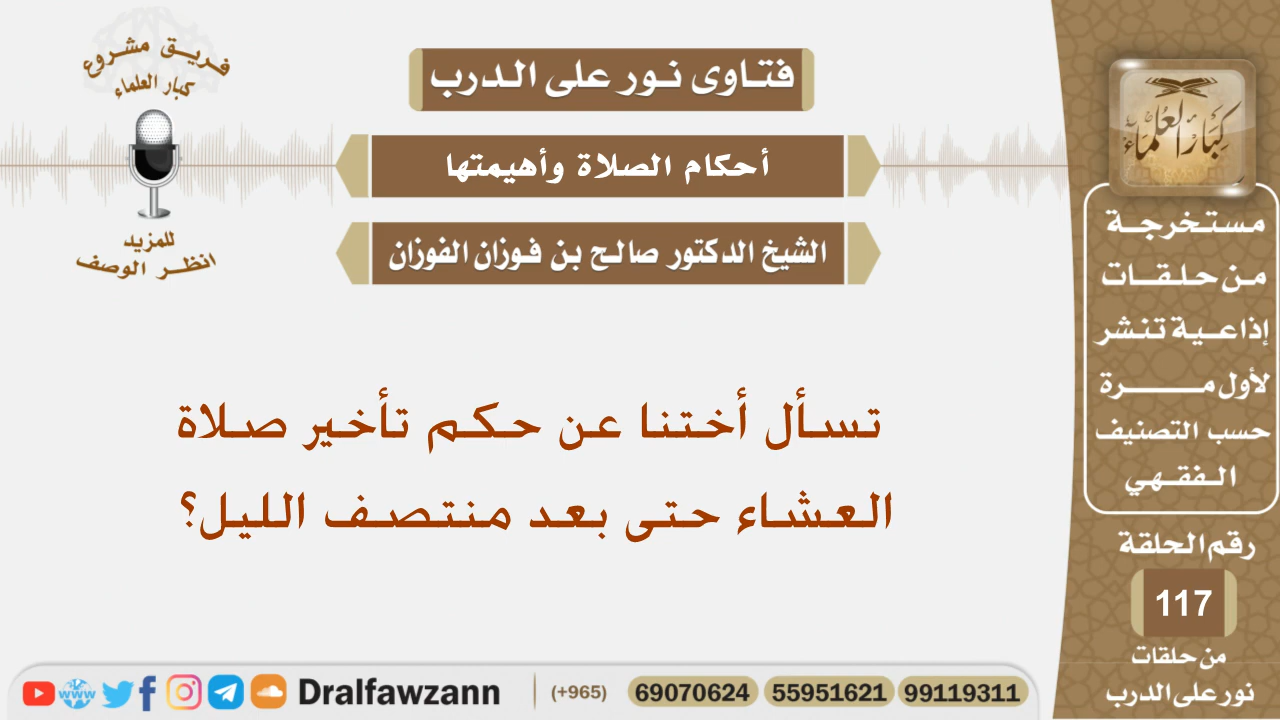 فريق مشروع
كبار العلماء
للمزيد
انظر الوصف
فتاوى نور على الدرب
أحكام الصلاة وأهيمتها
الشيخ الدكتور صالح بن فوزان الفوزان
تسأل أختنا عن حكم تأخير صلاة
العشاء حتى بعد منتصف الليل؟
كبار العلماء
مستخرجة
من حلقات
إذاعية تنشر
لأول مرة
حسب التصنيف
الفقهي
رقم الحلقة
117
من حلقات
نور على الدرب
www
Dralfawzann (+965) 69070624 55951621 99119311